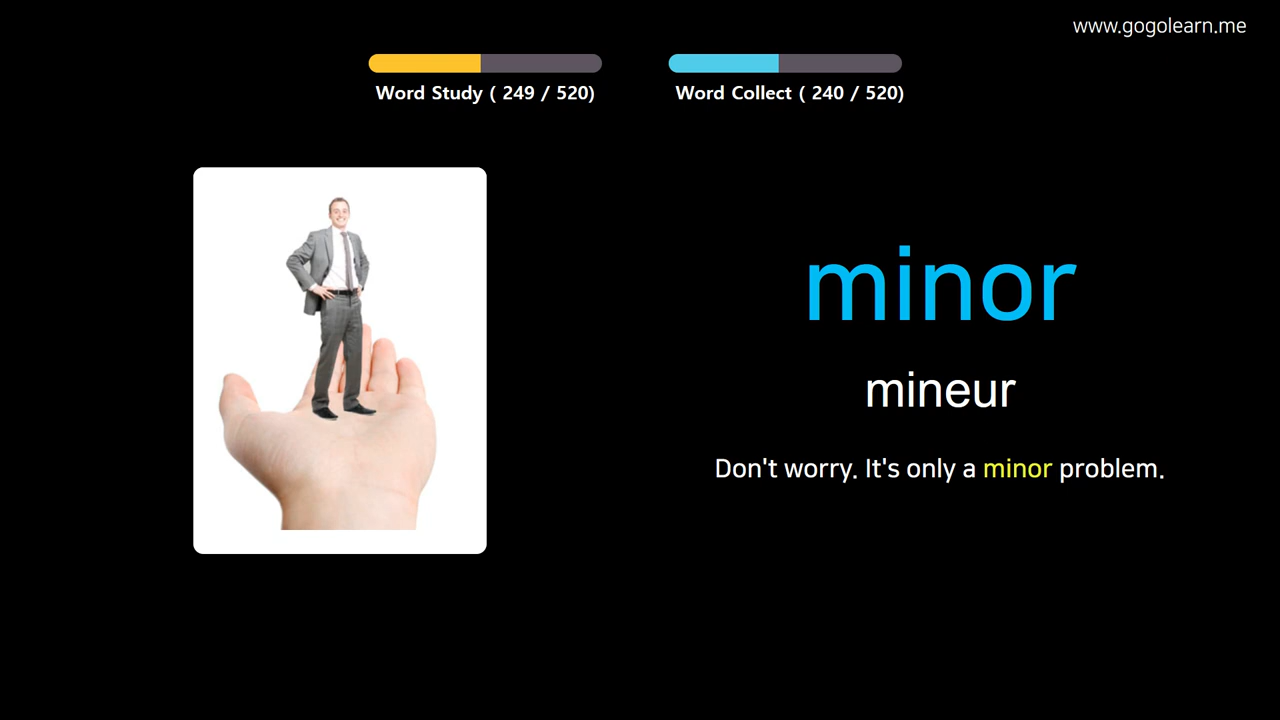 www.gogolearn.me
Word Study ( 249 / 520)
Word Collect ( 240 / 520)
minor
mineur
Don't worry. It's only a minor problem.